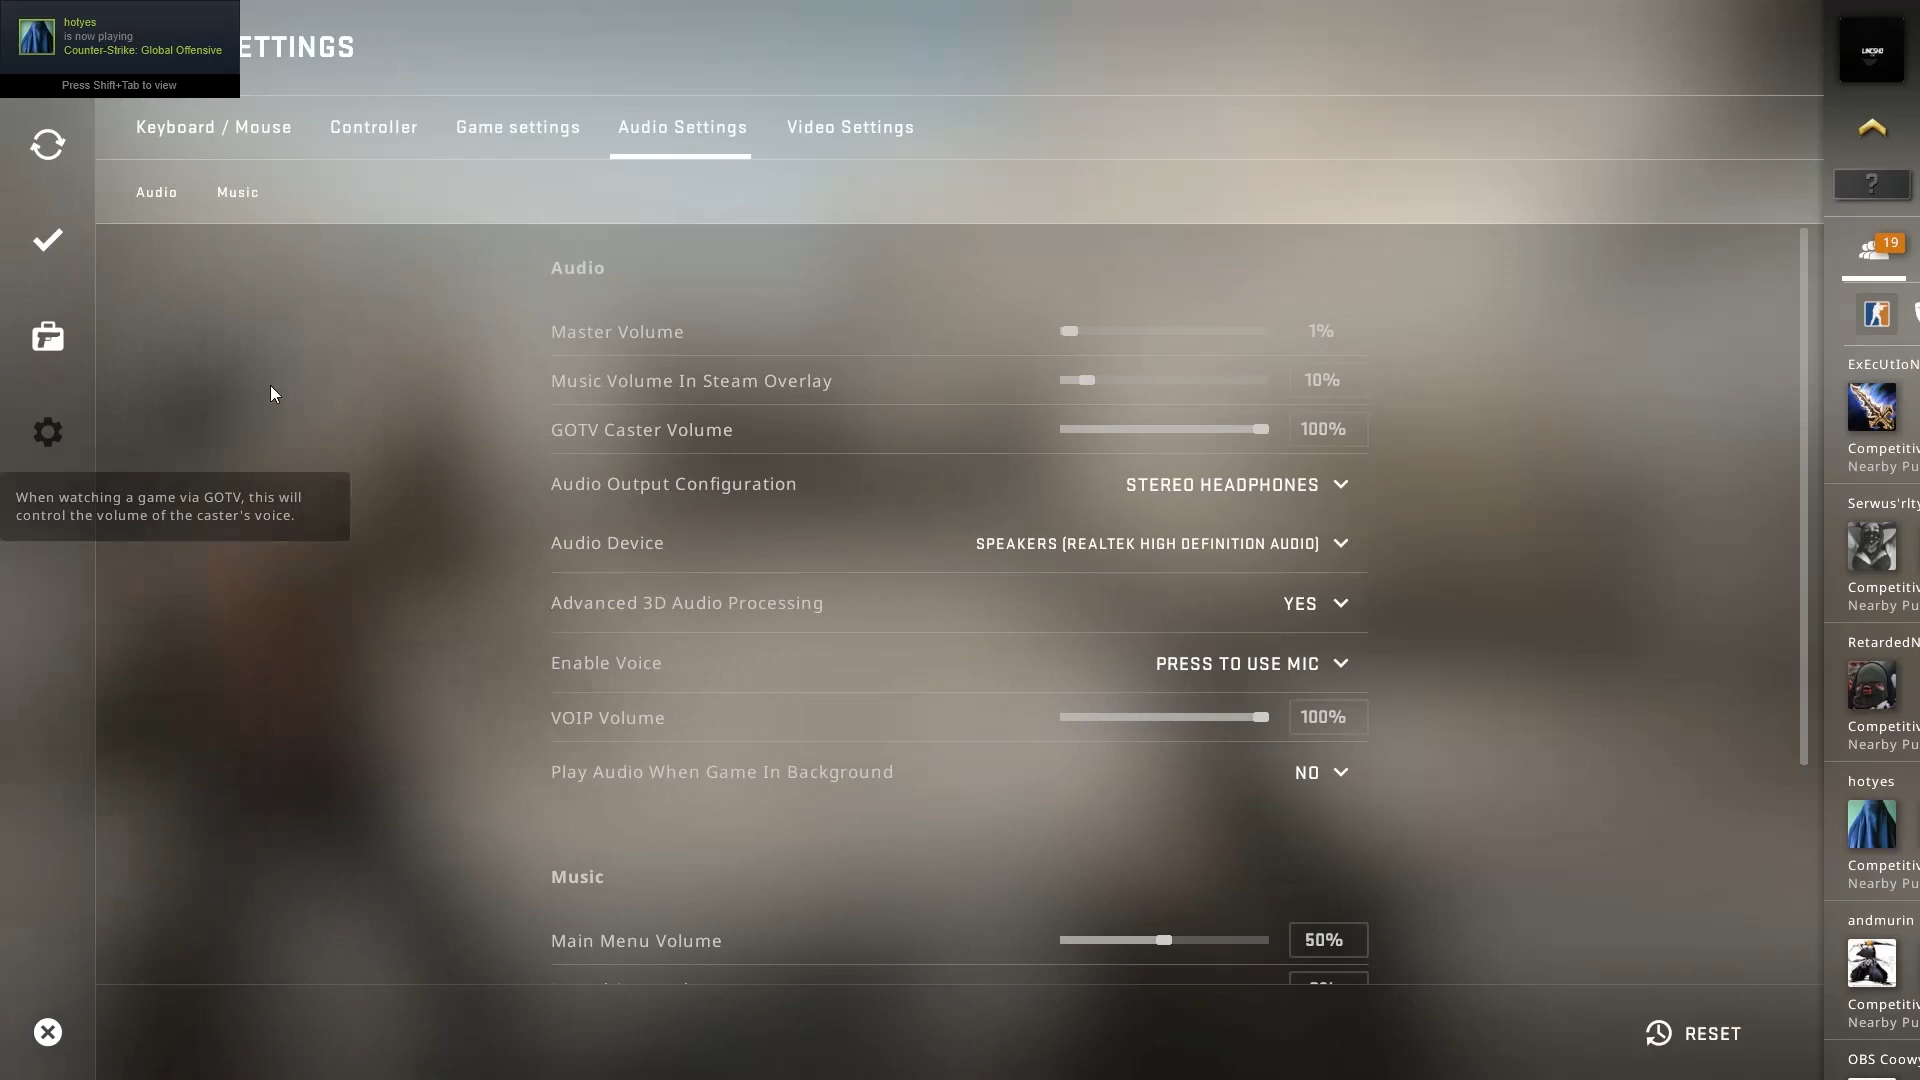 hotyes
is now playing
Counter-Strike: Global Offensive
Press Shift+Tab to view
ETTINGS
Keyboard / Mouse
Controller
Game settings
Audio Settings
Video Settings
Audio
Music
Audio
Master Volume
1%
Music Volume In Steam Overlay
10%
GOTV Caster Volume
100%
Audio Output Configuration
STEREO HEADPHONES
When watching a game via GOTV, this will
control the volume of the caster's voice.
Audio Device
SPEAKERS (REALTEK HIGH DEFINITION AUDIO)
Advanced 3D Audio Processing
YES
Enable Voice
PRESS TO USE MIC
VOIP Volume
100%
Play Audio When Game In Background
NO
Music
Main Menu Volume
50%
RESET
?
19
ExEcUtIoN
Competitiv
Nearby Pu
Serwus'rlty
Competitiv
Nearby Pu
RetardedN
Competitiv
Nearby Pu
hotyes
Competitiv
Nearby Pu
andmurin
Competitiv
Nearby Pu
OBS Coowy